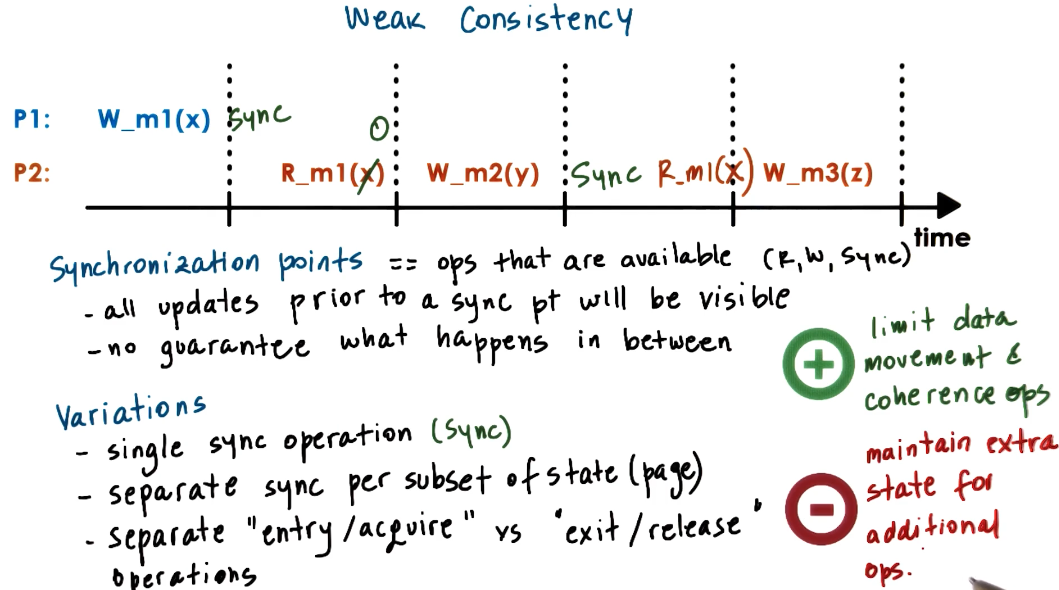 Weak Consistency
P1: W_m1(x) Sync 0
P2: R_m1(x) W_m2(y) Sync R_m1(x) W_m3(z)
time
Synchronization points == ops that are available (R, W, Sync)
- all updates prior to a sync pt will be visible
- no guarantee what happens in between
+ limit data
movement &
coherence ops
Variations
- single sync operation (sync)
- separate sync per subset of state (page)
- separate "entry/acquire" vs "exit/release"
operations
- maintain extra
state for
additional
ops.